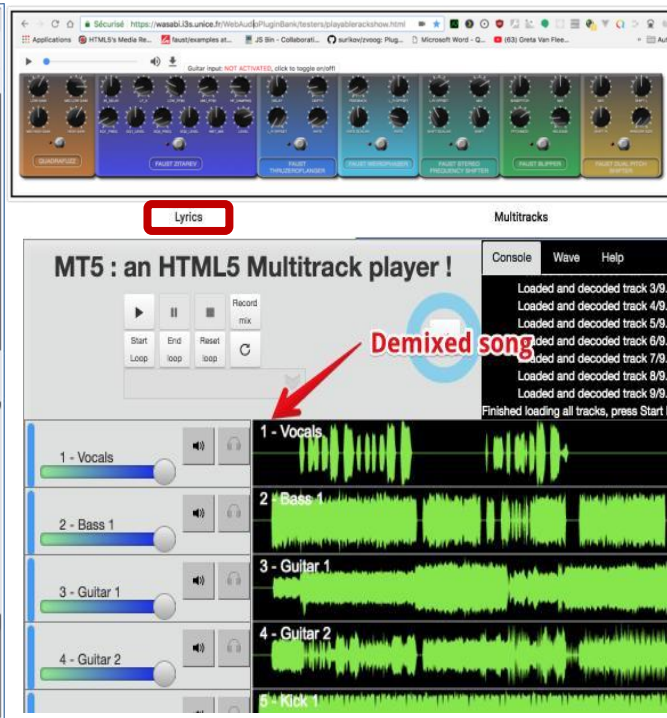 Sécurisé https://wasabi.i3s.unice.fr/WebAudioPluginBank/testers/playablerackshow.html
Applications HTML5's Media Re... faust/examples at... JS Bin - Collaborati... surikov/zvoog: Plug... Microsoft Word - Q... (63) Greta Van Flee...
Guitar input: NOT ACTIVATED, click to toggle on/off!
QUADRAFUZZ
FAUST ZITAREV
FAUST THRUZEROFLANGER
FAUST STEREO FREQUENCY SHIFTER
FAUST BLIPPER
FAUST DUAL PITCH SHIFTER
Lyrics
Multitracks
MT5 : an HTML5 Multitrack player !
Record mix
Start Loop
End loop
Reset loop
Demixed song
Console Wave Help
Loaded and decoded track 3/9.
Loaded and decoded track 4/9.
Loaded and decoded track 5/9.
Loaded and decoded track 6/9.
Loaded and decoded track 7/9.
Loaded and decoded track 8/9.
Loaded and decoded track 9/9.
Finished loading all tracks, press Start
1 - Vocals
1 - Vocals
2 - Bass 1
2 - Bass 1
3 - Guitar 1
3 - Guitar 1
4 - Guitar 2
4 - Guitar 2
5 - Kick 1